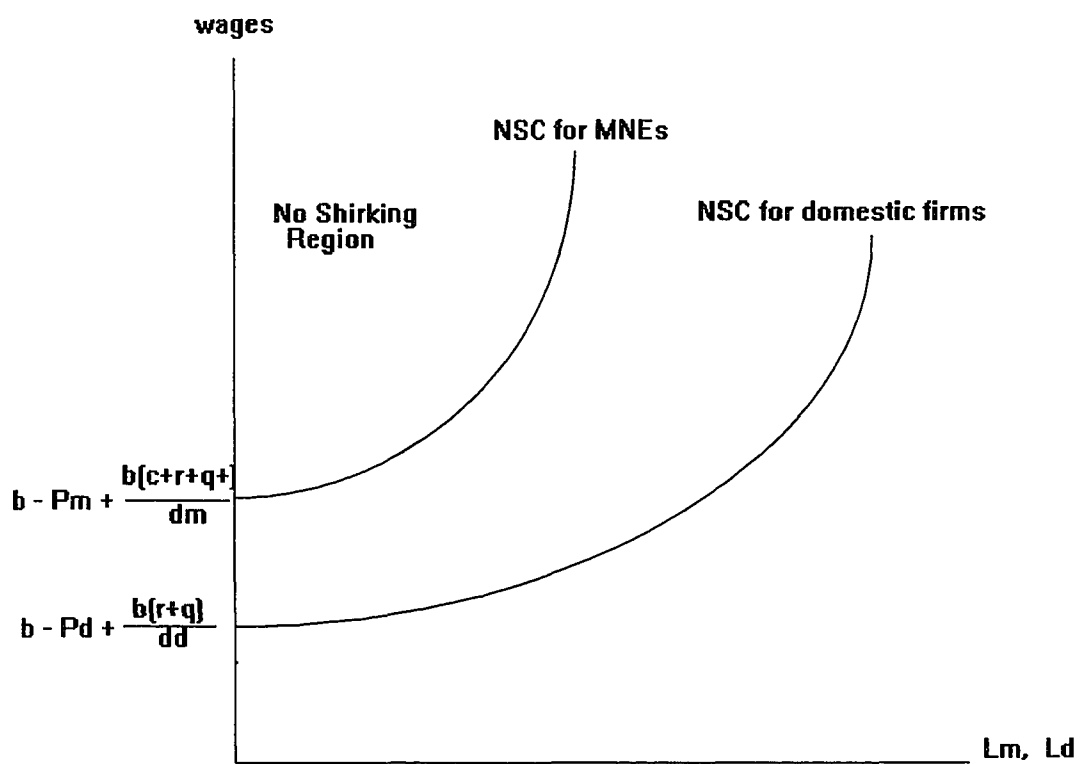 wages
NSC for MNEs
No Shirking
Region
NSC for domestic firms
b - Pm + b(c+r+q+)
dm
b - Pd + b(r+q)
dd
Lm, Ld